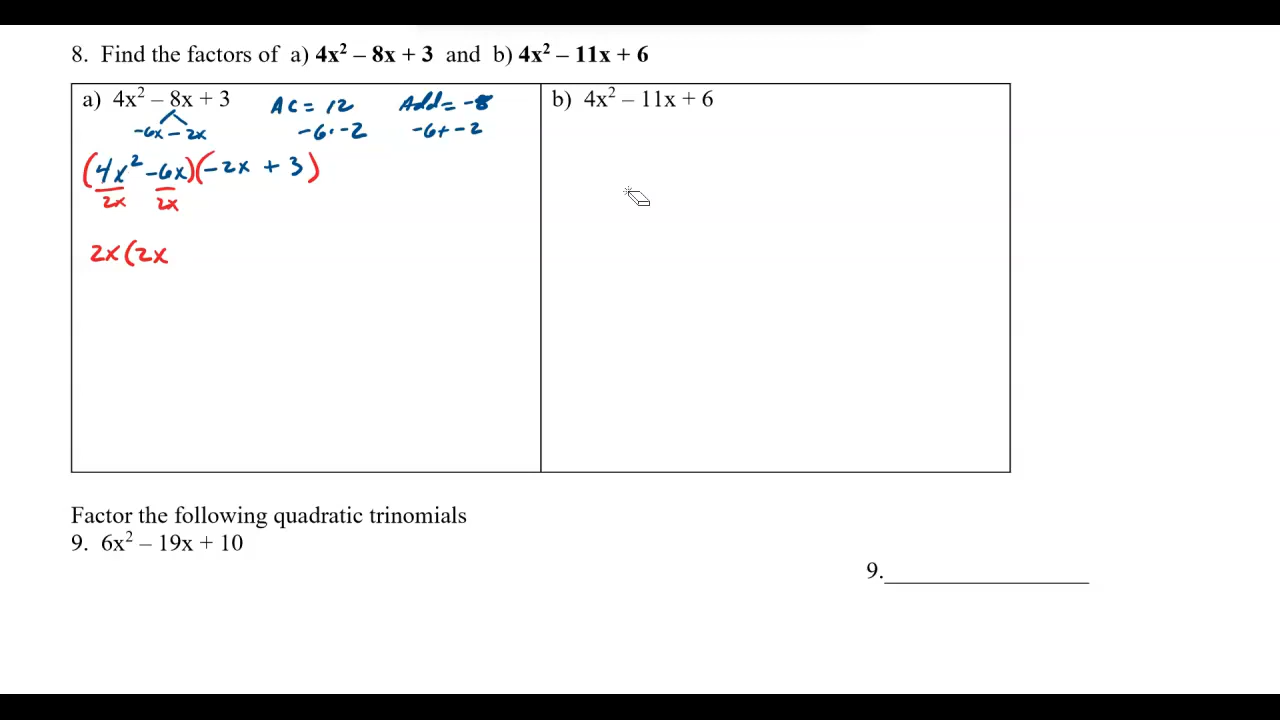 8. Find the factors of a) 4x² – 8x + 3 and b) 4x² – 11x + 6
a) 4x² – 8x + 3
AC = 12
Add = -8
-6x – 2x
-6 · -2
-6 + -2
(4x² - 6x)(-2x + 3)
2x 2x
2x(2x
b) 4x² – 11x + 6
Factor the following quadratic trinomials
9. 6x² – 19x + 10
9.________________